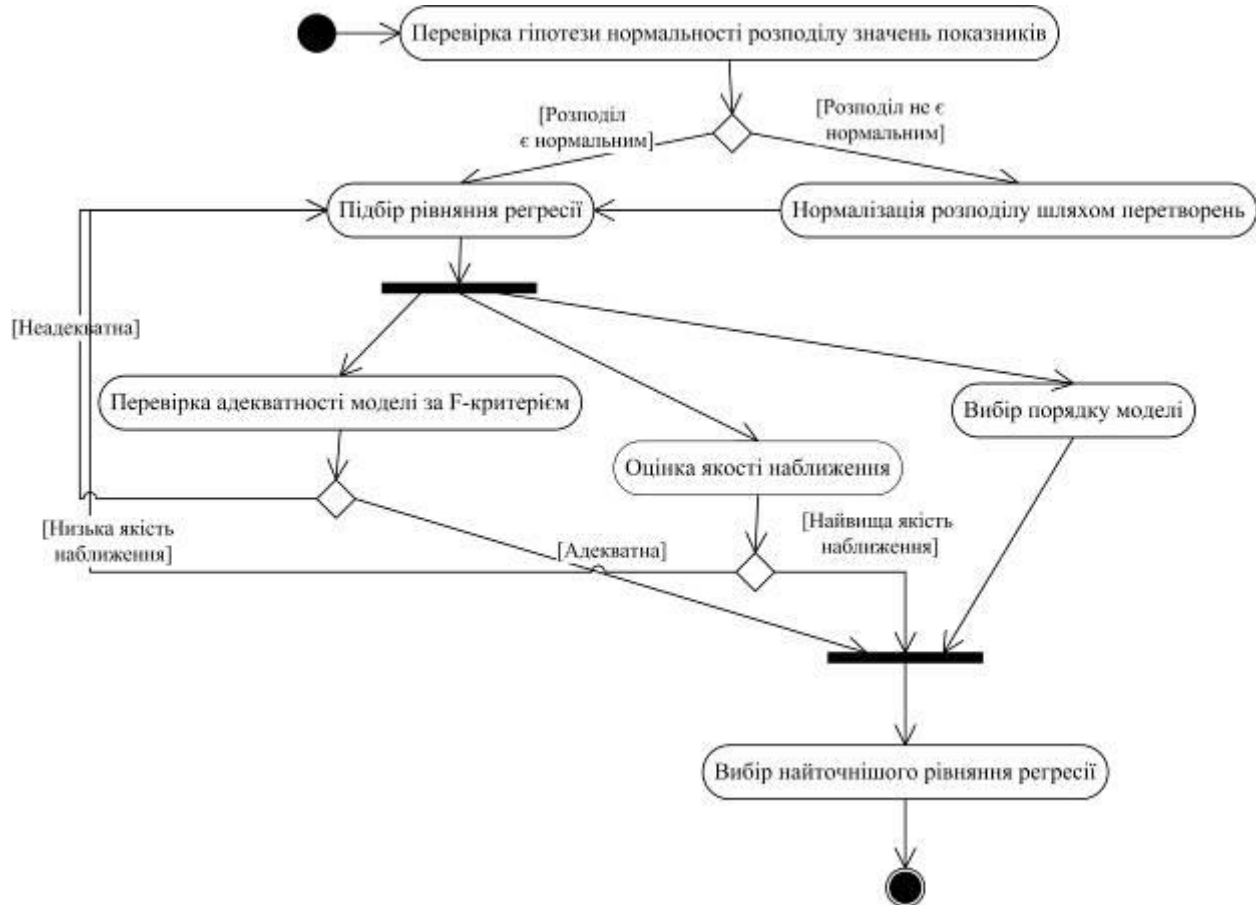 Перевірка гіпотези нормальності розподілу значень показників
[Розподіл
є нормальним]
[Розподіл не є
нормальним]
Підбір рівняння регресії
Нормалізація розподілу шляхом перетворень
[Неадекватна]
Перевірка адекватності моделі за F-критерієм
Вибір порядку моделі
Оцінка якості наближення
[Низька якість
наближення]
[Адекватна]
[Найвища якість
наближення]
Вибір найточнішого рівняння регресії